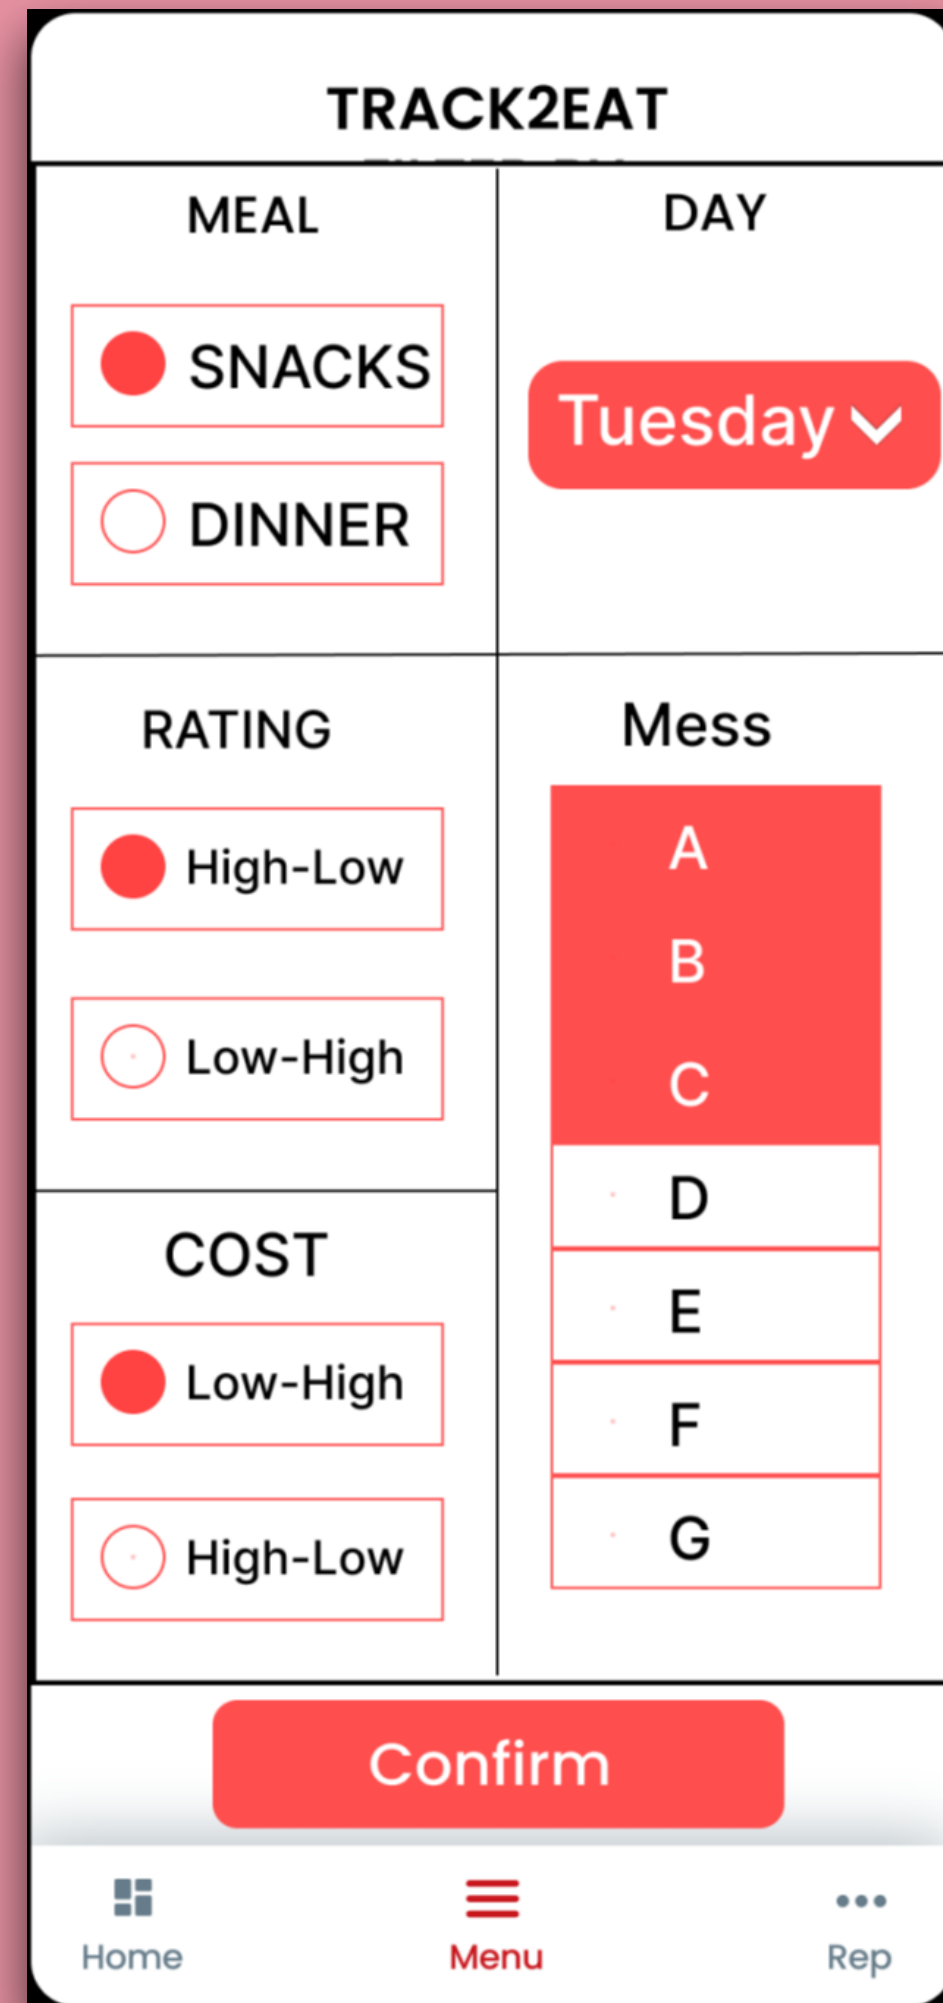 TRACK2EAT
MEAL
SNACKS
DINNER
DAY
Tuesday
RATING
High-Low
Low-High
Mess
A
B
C
D
E
F
G
COST
Low-High
High-Low
Confirm
Home
Menu
Rep